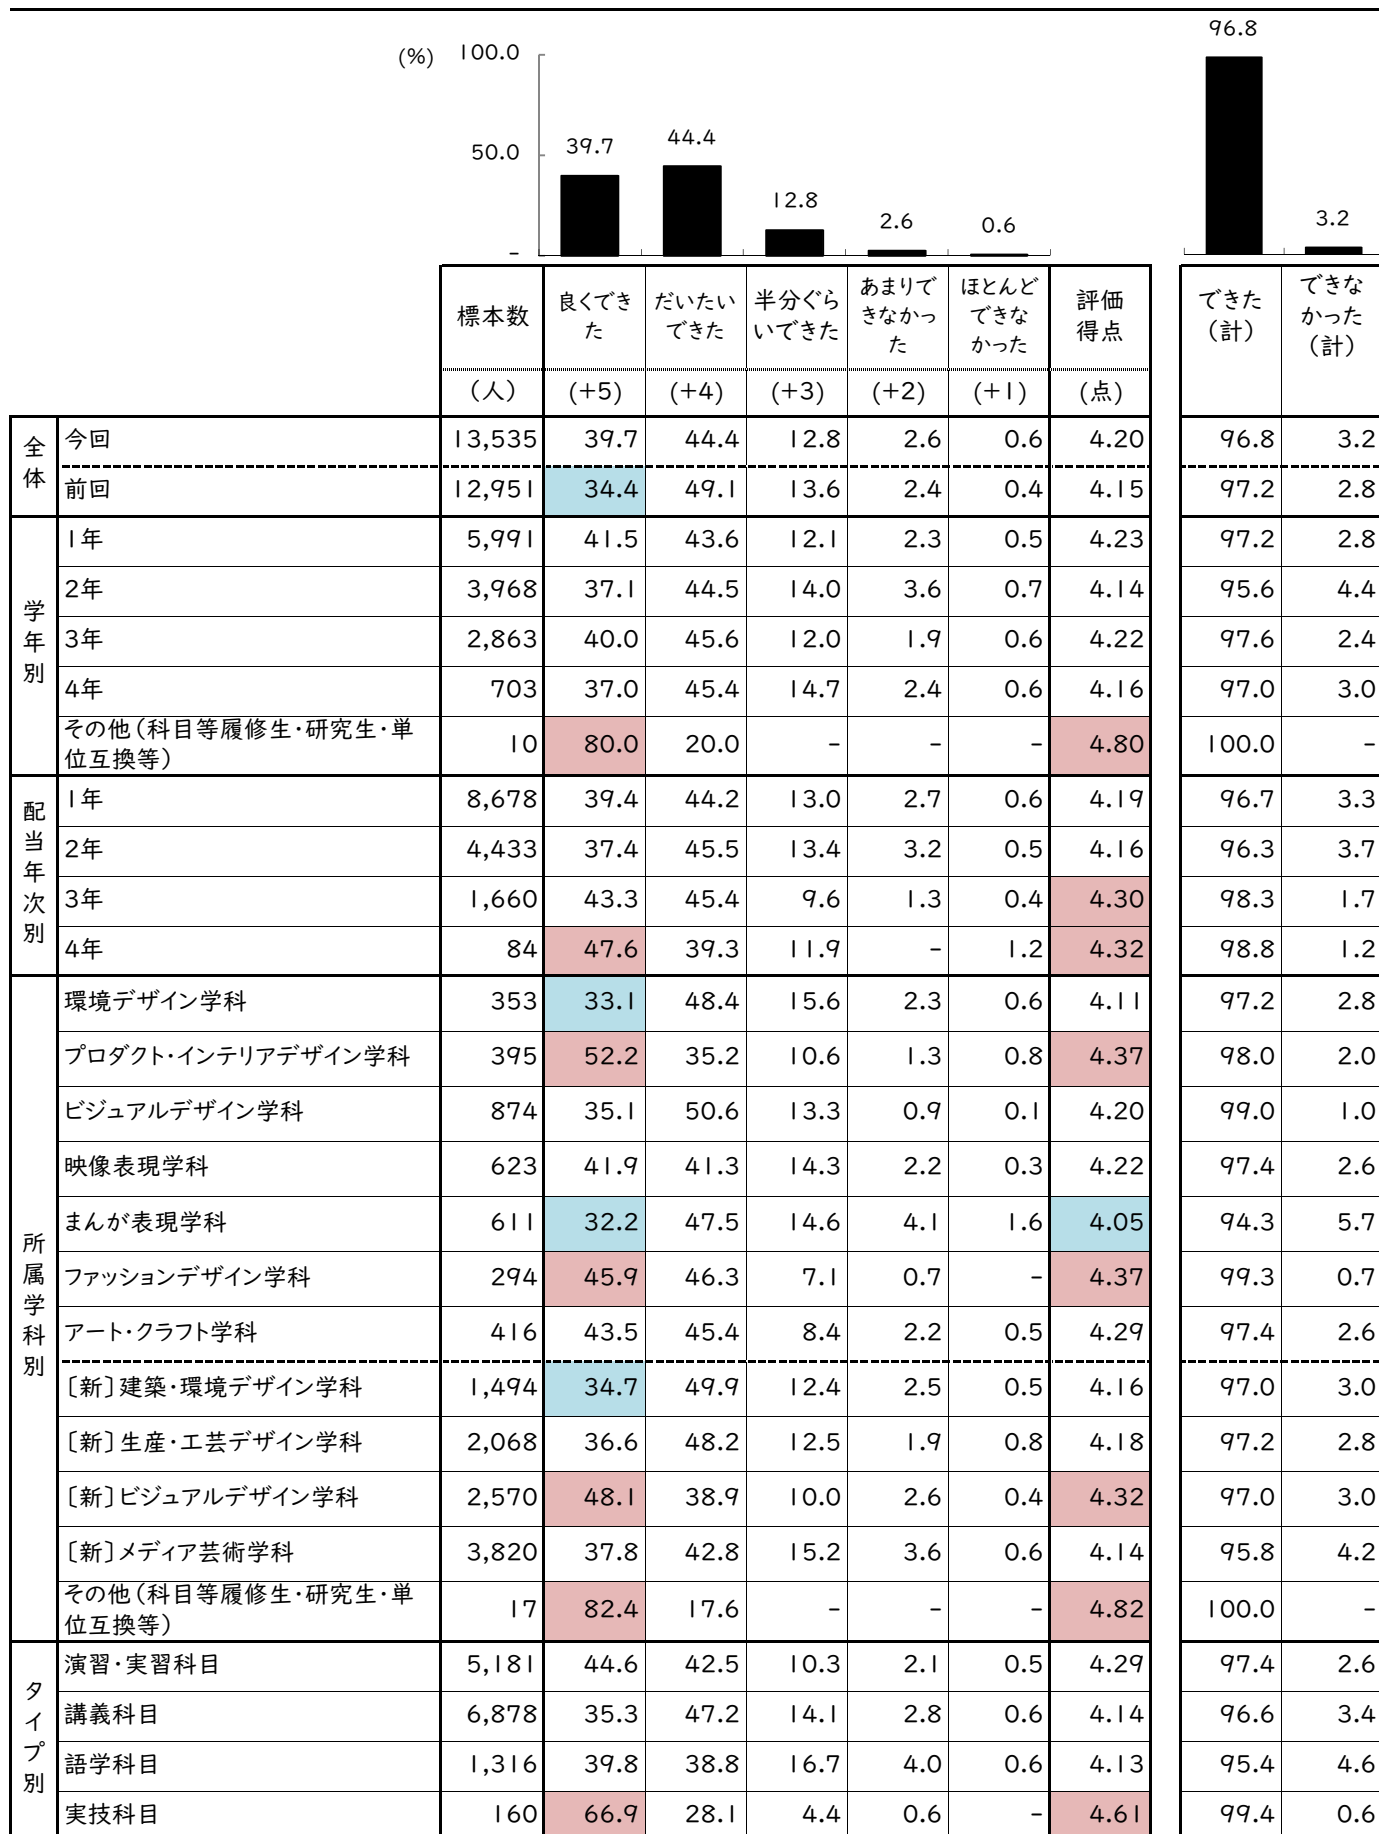 96.8
(%) 100.0
50.0 39.7 44.4
12.8 2.6 0.6 3.2
-
標本数 良くでき だいたい 半分ぐら あまりで ほとんど 評価 できた できな
た できた いできた きなかっ できな 得点 (計) かった
た かった (計)
(人) (+5) (+4) (+3) (+2) (+1) (点)
全体
今回 13,535 39.7 44.4 12.8 2.6 0.6 4.20 96.8 3.2
前回 12,951 34.4 49.1 13.6 2.4 0.4 4.15 97.2 2.8
学年別
1年 5,991 41.5 43.6 12.1 2.3 0.5 4.23 97.2 2.8
2年 3,968 37.1 44.5 14.0 3.6 0.7 4.14 95.6 4.4
3年 2,863 40.0 45.6 12.0 1.9 0.6 4.22 97.6 2.4
4年 703 37.0 45.4 14.7 2.4 0.6 4.16 97.0 3.0
その他(科目等履修生・研究生・単
位互換等) 10 80.0 20.0 - - - 4.80 100.0 -
配当年次別
1年 8,678 39.4 44.2 13.0 2.7 0.6 4.19 96.7 3.3
2年 4,433 37.4 45.5 13.4 3.2 0.5 4.16 96.3 3.7
3年 1,660 43.3 45.4 9.6 1.3 0.4 4.30 98.3 1.7
4年 84 47.6 39.3 11.9 - 1.2 4.32 98.8 1.2
所属学科別
環境デザイン学科 353 33.1 48.4 15.6 2.3 0.6 4.11 97.2 2.8
プロダクト・インテリアデザイン学科 395 52.2 35.2 10.6 1.3 0.8 4.37 98.0 2.0
ビジュアルデザイン学科 874 35.1 50.6 13.3 0.9 0.1 4.20 99.0 1.0
映像表現学科 623 41.9 41.3 14.3 2.2 0.3 4.22 97.4 2.6
まんが表現学科 611 32.2 47.5 14.6 4.1 1.6 4.05 94.3 5.7
ファッションデザイン学科 294 45.9 46.3 7.1 0.7 - 4.37 99.3 0.7
アート・クラフト学科 416 43.5 45.4 8.4 2.2 0.5 4.29 97.4 2.6
〔新〕建築・環境デザイン学科 1,494 34.7 49.9 12.4 2.5 0.5 4.16 97.0 3.0
〔新〕生産・工芸デザイン学科 2,068 36.6 48.2 12.5 1.9 0.8 4.18 97.2 2.8
〔新〕ビジュアルデザイン学科 2,570 48.1 38.9 10.0 2.6 0.4 4.32 97.0 3.0
〔新〕メディア芸術学科 3,820 37.8 42.8 15.2 3.6 0.6 4.14 95.8 4.2
その他(科目等履修生・研究生・単
位互換等) 17 82.4 17.6 - - - 4.82 100.0 -
タイプ別
演習・実習科目 5,181 44.6 42.5 10.3 2.1 0.5 4.29 97.4 2.6
講義科目 6,878 35.3 47.2 14.1 2.8 0.6 4.14 96.6 3.4
語学科目 1,316 39.8 38.8 16.7 4.0 0.6 4.13 95.4 4.6
実技科目 160 66.9 28.1 4.4 0.6 - 4.61 99.4 0.6